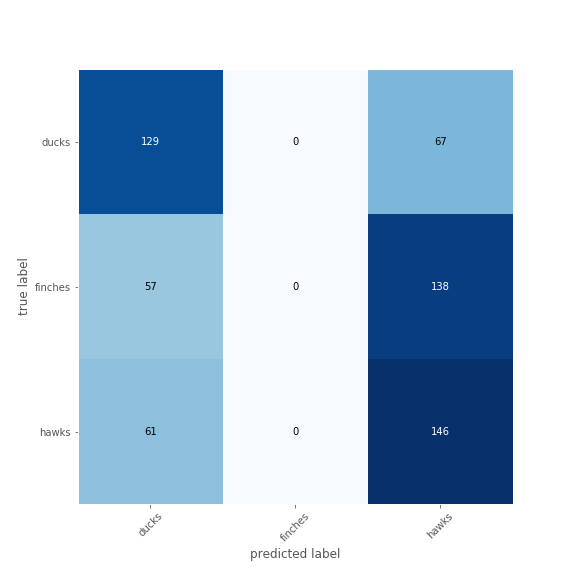 ducks 129 0 67
finches 57 0 138
hawks 61 0 146
true label
ducks finches hawks
predicted label